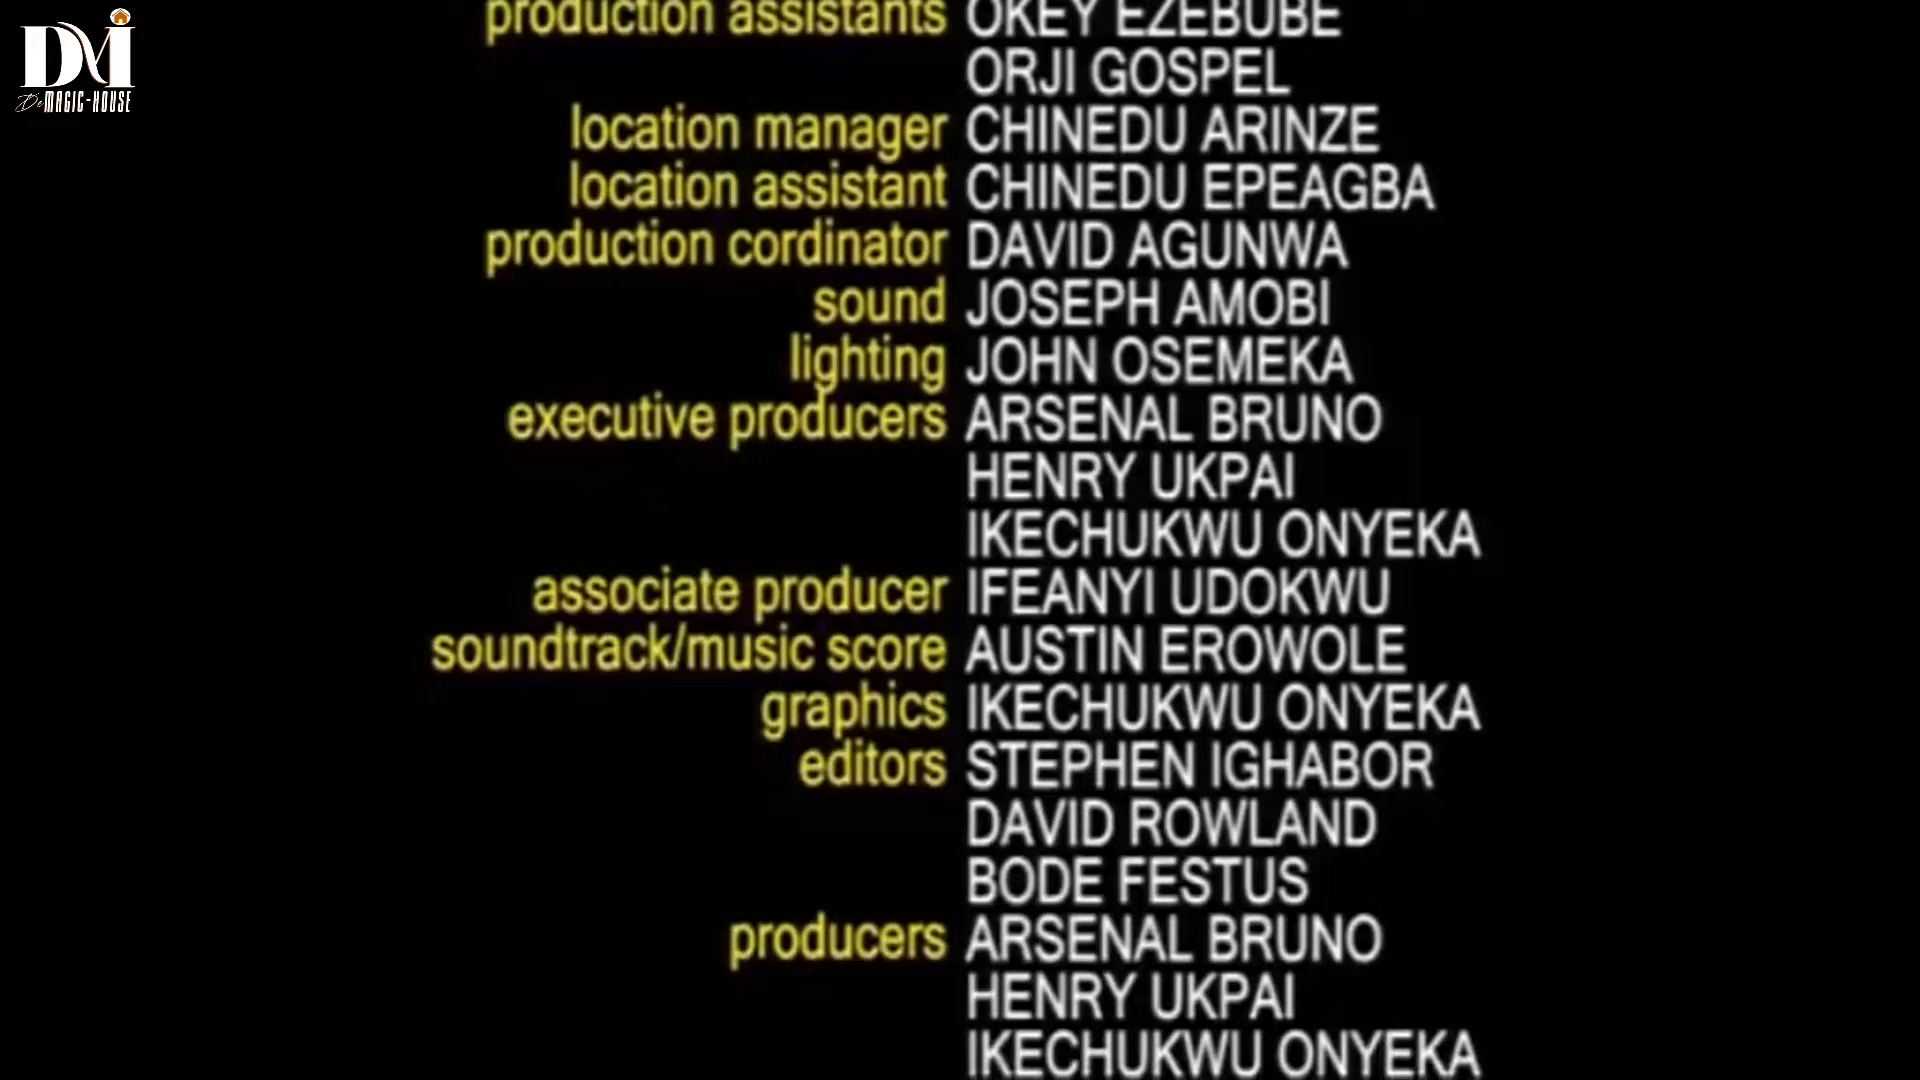 DMI
De MAGIC-HOUSE
production assistants OKEY EZEBUBE
ORJI GOSPEL
location manager CHINEDU ARINZE
location assistant CHINEDU EPEAGBA
production cordinator DAVID AGUNWA
sound JOSEPH AMOBI
lighting JOHN OSEMEKA
executive producers ARSENAL BRUNO
HENRY UKPAI
IKECHUKWU ONYEKA
associate producer IFEANYI UDOKWU
soundtrack/music score AUSTIN EROWOLE
graphics IKECHUKWU ONYEKA
editors STEPHEN IGHABOR
DAVID ROWLAND
BODE FESTUS
producers ARSENAL BRUNO
HENRY UKPAI
IKECHUKWU ONYEKA